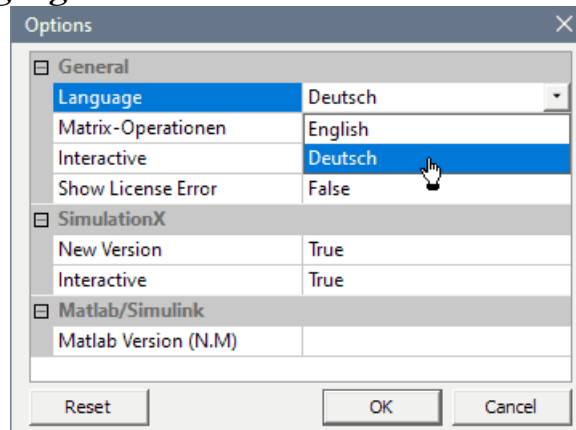 Options
General
Language Deutsch
Matrix-Operationen English
Interactive Deutsch
Show License Error False
SimulationX
New Version True
Interactive True
Matlab/Simulink
Matlab Version (N.M)
Reset OK Cancel